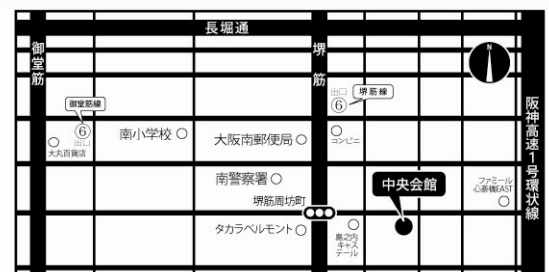 長堀通
御堂筋
堺筋
N
出口
⑥
堺筋線
御堂筋線
⑥
出口
大丸百貨店
南小学校
大阪南郵便局
コンビニ
阪神高速1号環状線
南警察署
中央会館
ファミール
心斎橋EAST
堺筋周防町
タカラベルモント
島之内
キャス
テール